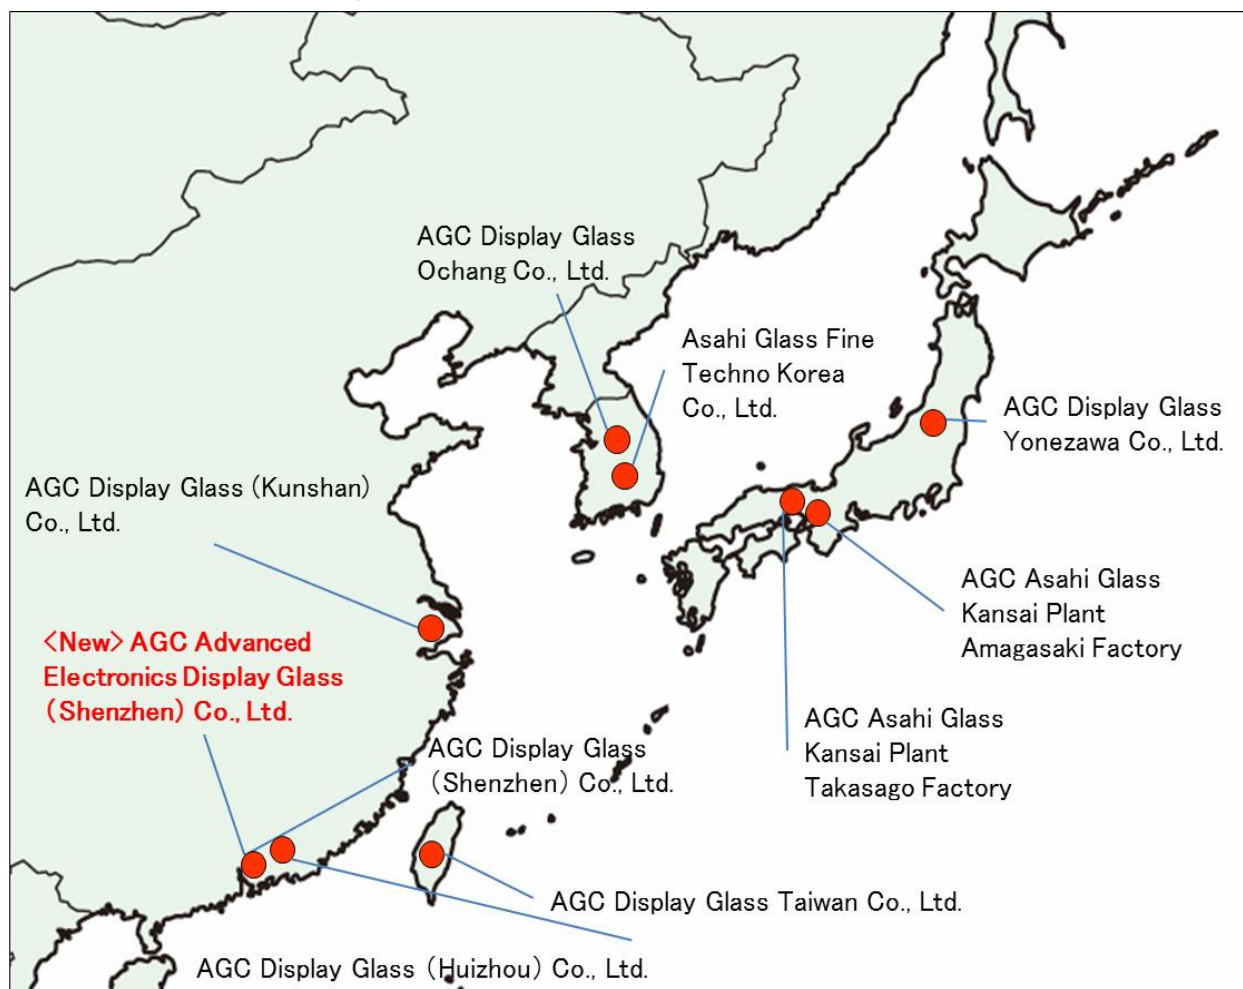 AGC Display Glass
Ochang Co., Ltd.
Asahi Glass Fine
Techno Korea
Co., Ltd.
AGC Display Glass
Yonezawa Co., Ltd.
AGC Display Glass (Kunshan)
Co., Ltd.
AGC Asahi Glass
Kansai Plant
Amagasaki Factory
<New> AGC Advanced
Electronics Display Glass
（Shenzhen）Co., Ltd.
AGC Asahi Glass
Kansai Plant
Takasago Factory
AGC Display Glass
（Shenzhen）Co., Ltd.
AGC Display Glass Taiwan Co., Ltd.
AGC Display Glass（Huizhou）Co., Ltd.